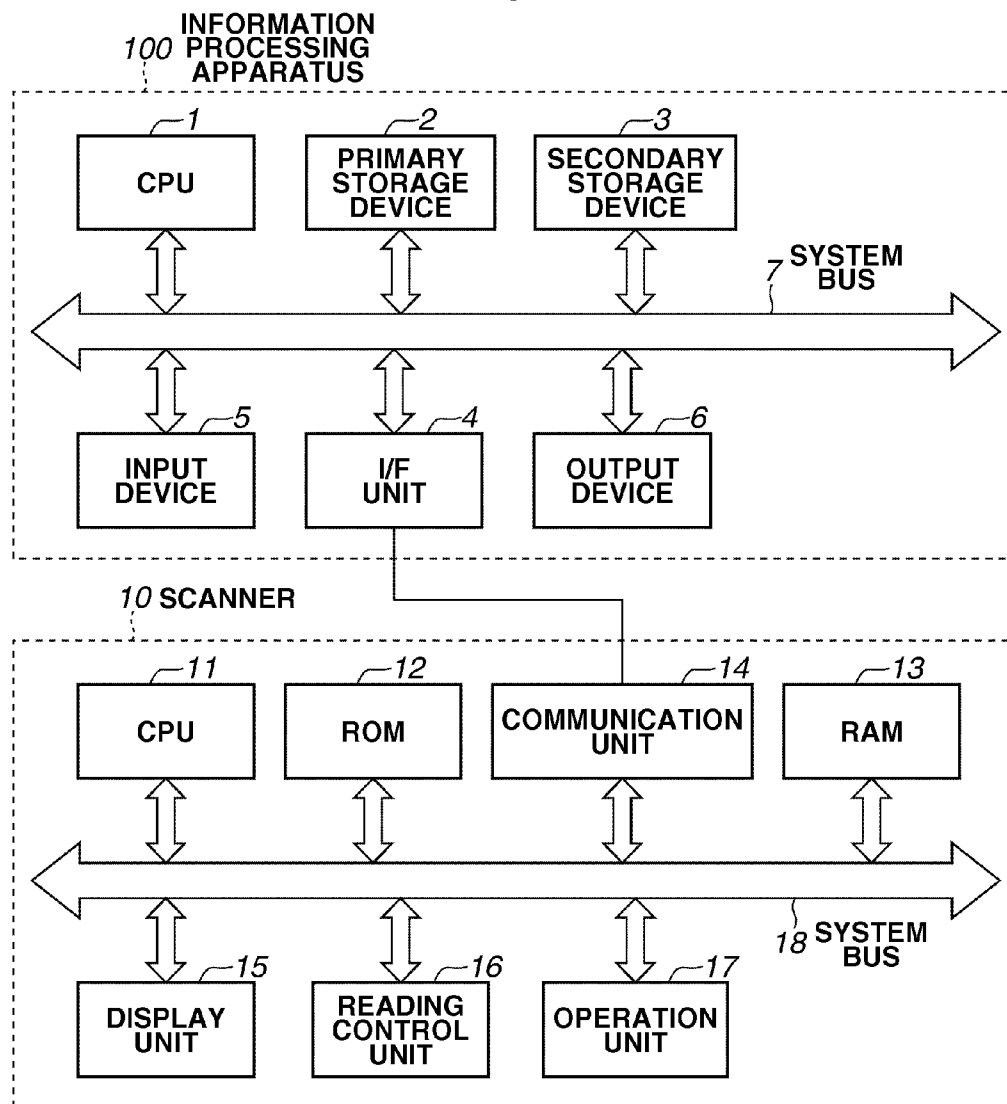 100 INFORMATION
PROCESSING
APPARATUS
1
CPU
2
PRIMARY
STORAGE
DEVICE
3
SECONDARY
STORAGE
DEVICE
7 SYSTEM
BUS
5
INPUT
DEVICE
4
I/F
UNIT
6
OUTPUT
DEVICE
10 SCANNER
11
CPU
12
ROM
14
COMMUNICATION
UNIT
13
RAM
18 SYSTEM
BUS
15
DISPLAY
UNIT
16
READING
CONTROL
UNIT
17
OPERATION
UNIT